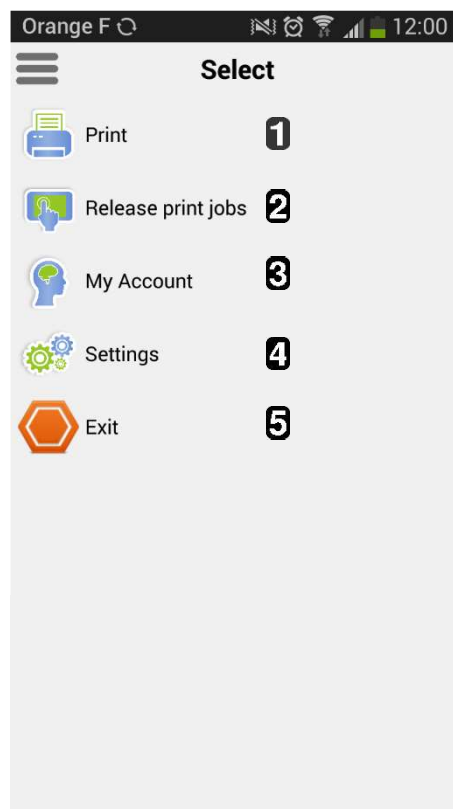 Orange F 12:00
Select
Print 1
Release print jobs 2
My Account 3
Settings 4
Exit 5